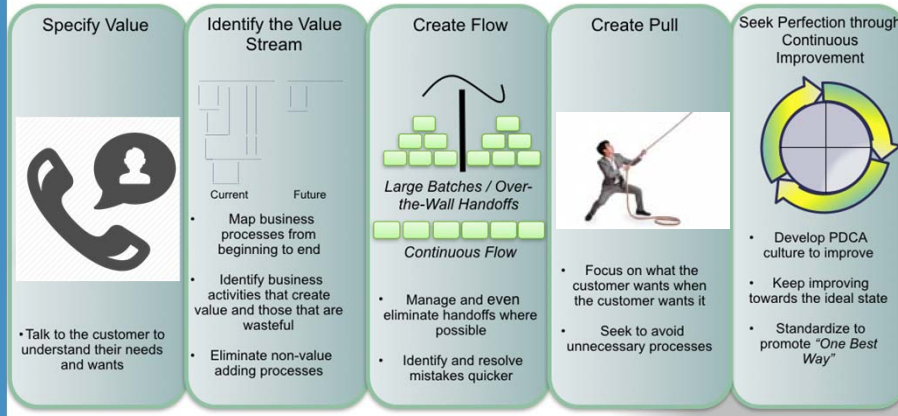 Specify Value
• Talk to the customer to
understand their needs
and wants
Identify the Value
Stream
Current Future
• Map business
processes from
beginning to end
• Identify business
activities that create
value and those that are
wasteful
• Eliminate non-value
adding processes
Create Flow
Large Batches / Over-
the-Wall Handoffs
Continuous Flow
• Manage and even
eliminate handoffs where
possible
• Identify and resolve
mistakes quicker
Create Pull
• Focus on what the
customer wants when
the customer wants it
• Seek to avoid
unnecessary processes
Seek Perfection through
Continuous
Improvement
• Develop PDCA
culture to improve
• Keep improving
towards the ideal state
• Standardize to
promote "One Best
Way"